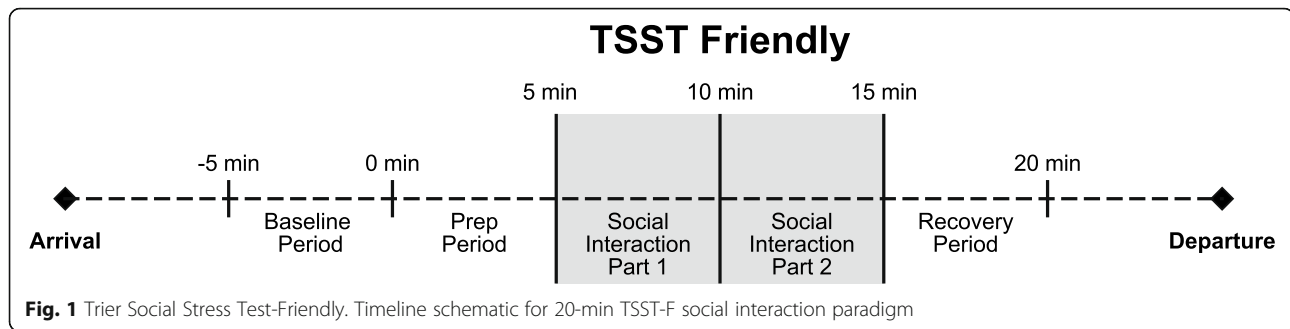 TSST Friendly
5 min 10 min 15 min
-5 min 0 min 20 min
Arrival
Baseline
Period
Prep
Period
Social
Interaction
Part 1
Social
Interaction
Part 2
Recovery
Period
Departure
Fig. 1 Trier Social Stress Test-Friendly. Timeline schematic for 20-min TSST-F social interaction paradigm